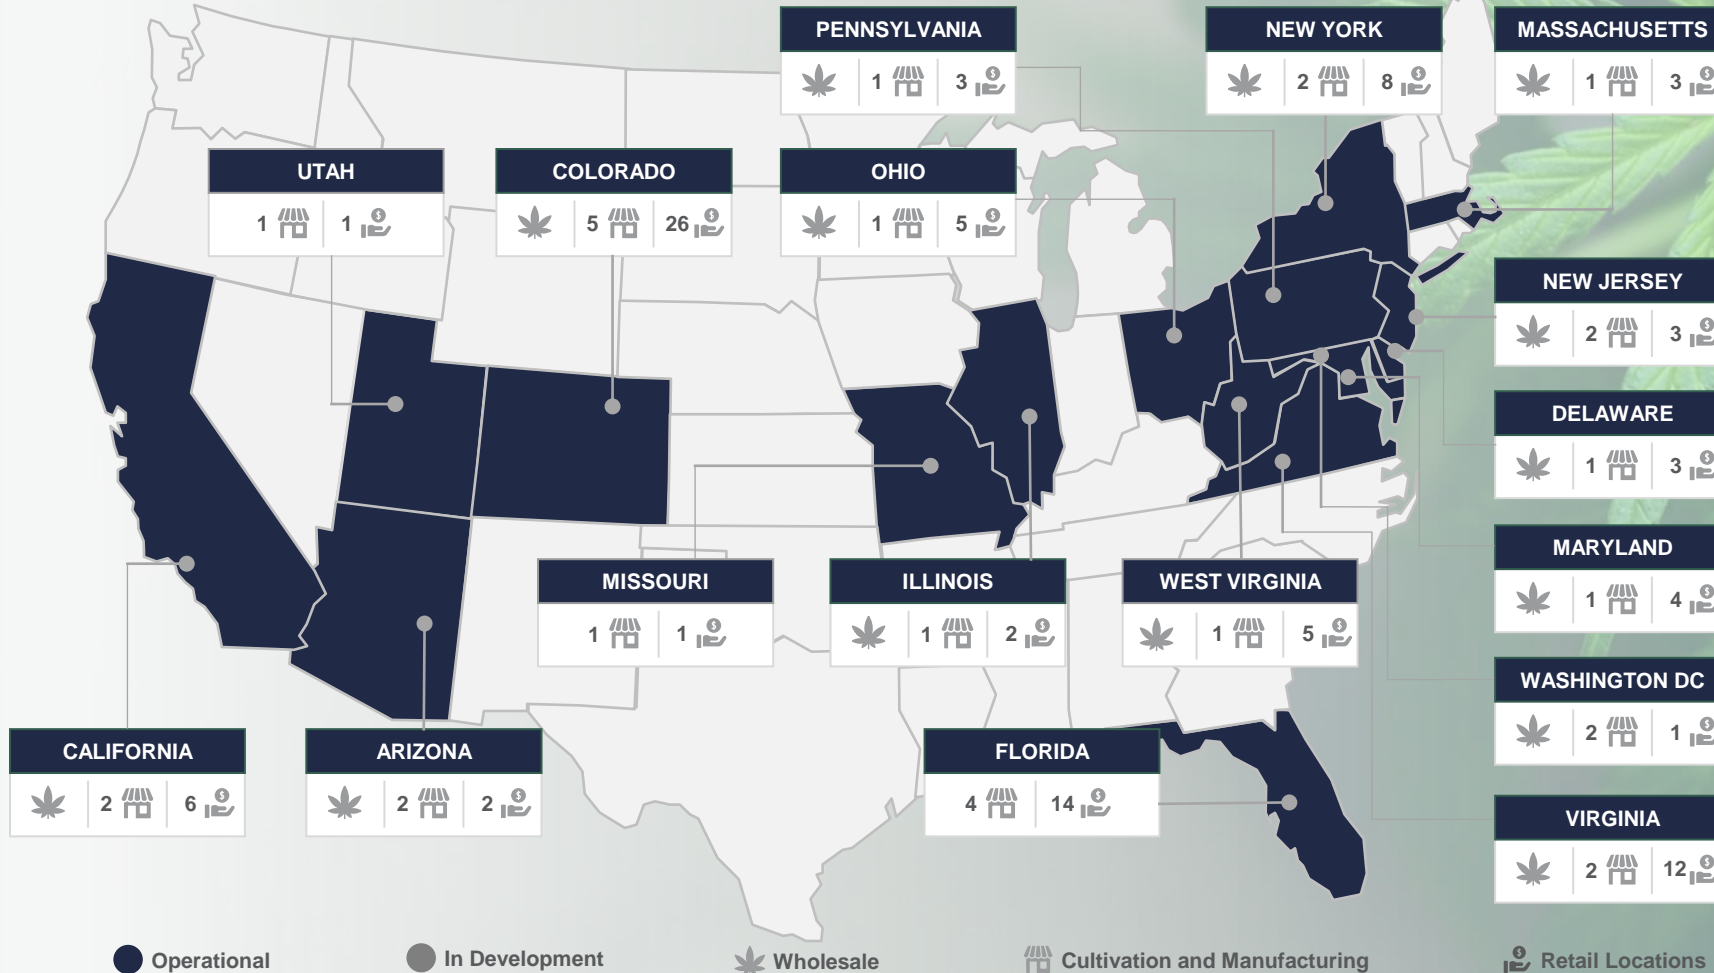 PENNSYLVANIA
1 3
NEW YORK
2 8
MASSACHUSETTS
1 3
UTAH
1 1
COLORADO
5 26
OHIO
1 5
NEW JERSEY
2 3
DELAWARE
1 3
MARYLAND
1 4
MISSOURI
1 1
ILLINOIS
1 2
WEST VIRGINIA
1 5
WASHINGTON DC
2 1
CALIFORNIA
2 6
ARIZONA
2 2
FLORIDA
4 14
VIRGINIA
2 12
Operational In Development Wholesale Cultivation and Manufacturing Retail Locations